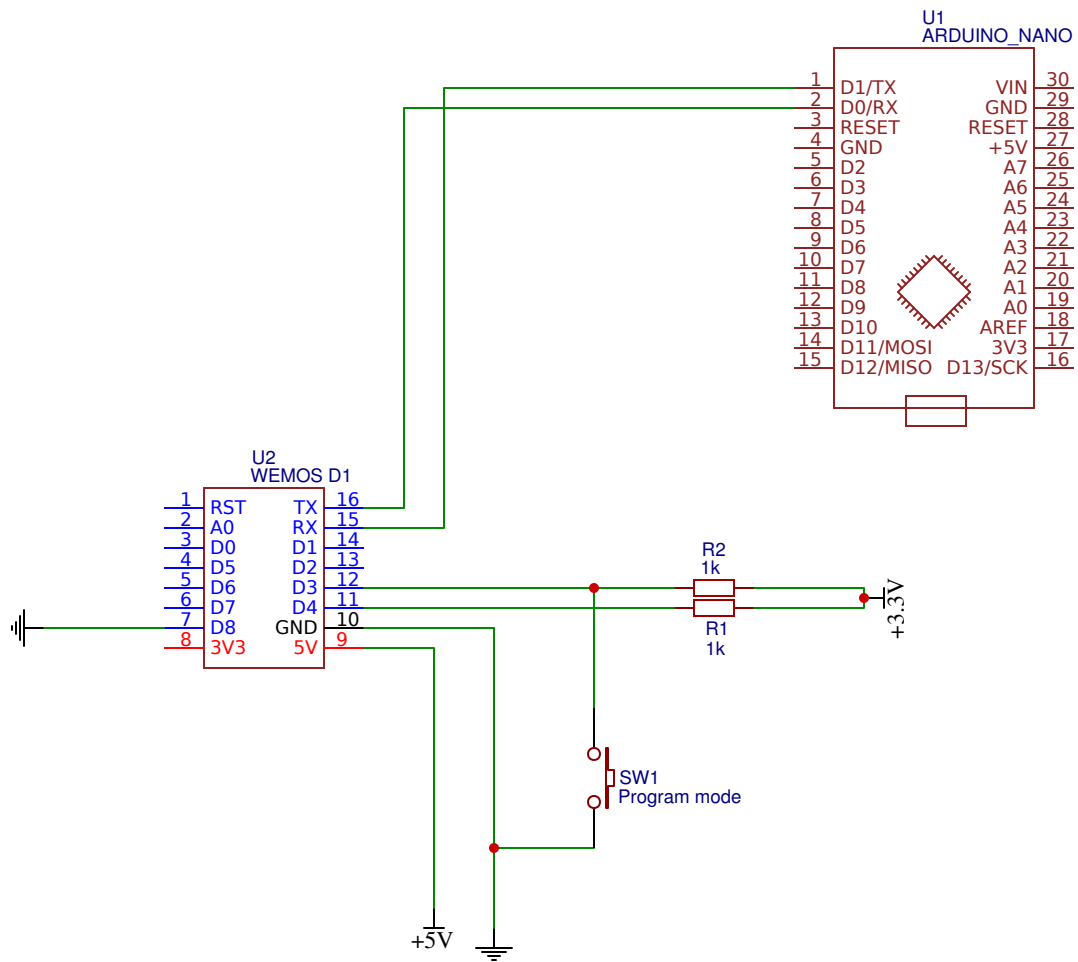 U1
ARDUINO_NANO
1 D1/TX VIN 30
2 D0/RX GND 29
3 RESET RESET 28
4 GND +5V 27
5 D2 A7 26
6 D3 A6 25
7 D4 A5 24
8 D5 A4 23
9 D6 A3 22
10 D7 A2 21
11 D8 A1 20
12 D9 A0 19
13 D10 AREF 18
14 D11/MOSI 3V3 17
15 D12/MISO D13/SCK 16
U2
WEMOS D1
1 RST TX 16
2 A0 RX 15
3 D0 D1 14
4 D5 D2 13
5 D6 D3 12
6 D7 D4 11
7 D8 GND 10
8 3V3 5V 9
R2
1k
R1
1k
+3.3V
SW1
Program mode
+5V